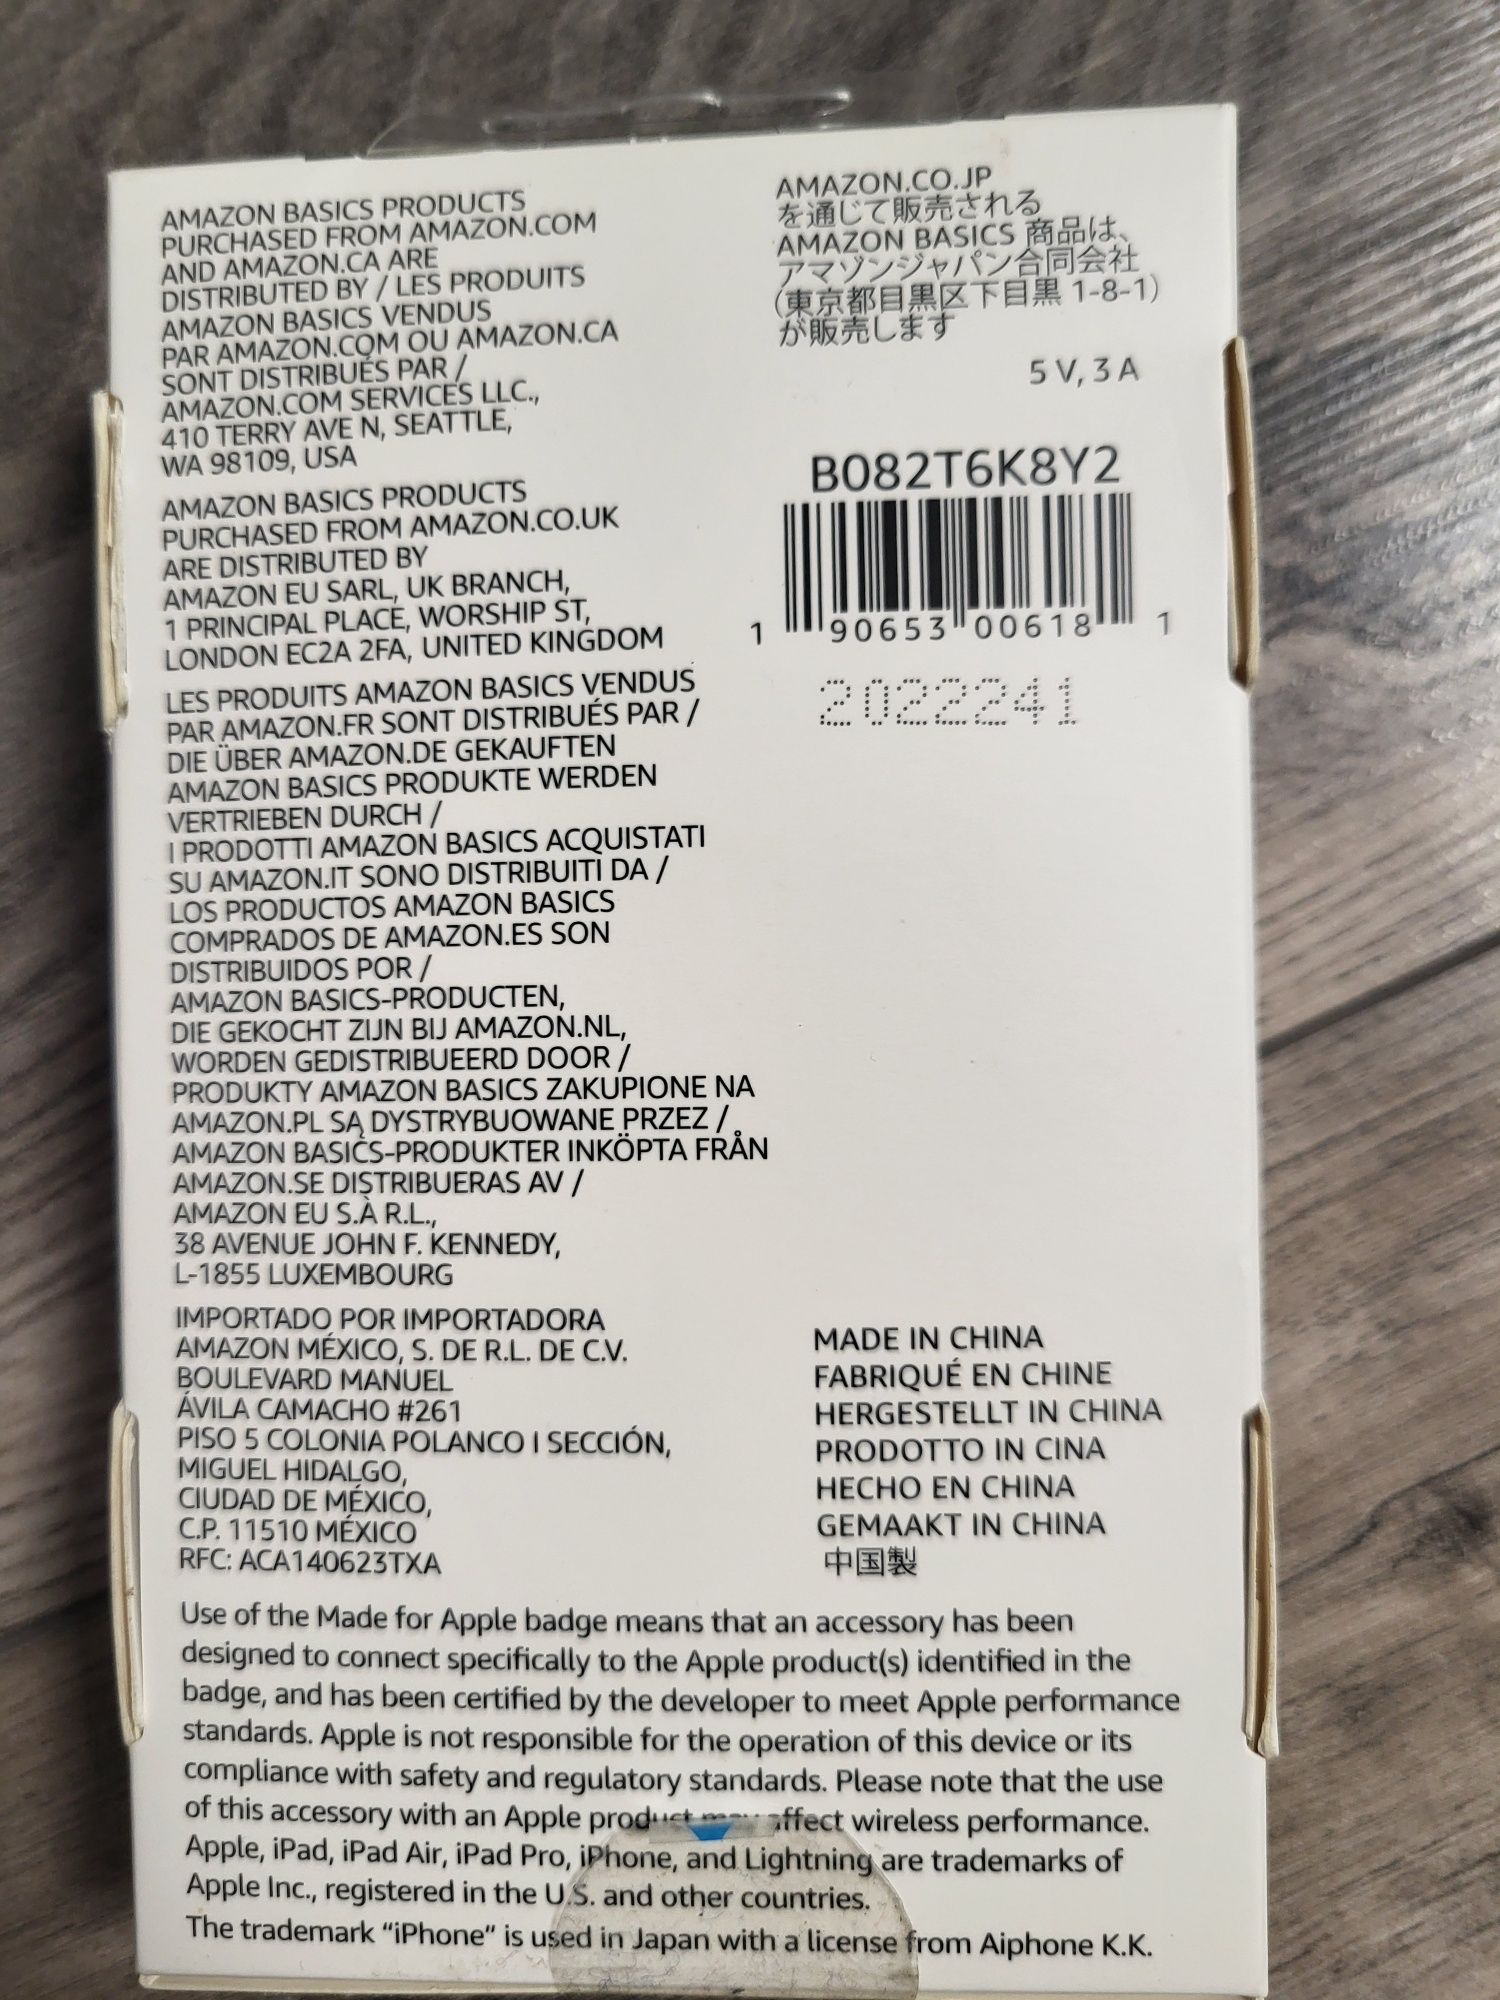 AMAZON BASICS PRODUCTS
PURCHASED FROM AMAZON.COM
AND AMAZON.CA ARE
DISTRIBUTED BY / LES PRODUITS
AMAZON BASICS VENDUS
PAR AMAZON.COM OU AMAZON.CA
SONT DISTRIBUÉS PAR /
AMAZON.COM SERVICES LLC.,
410 TERRY AVE N, SEATTLE,
WA 98109, USA
AMAZON BASICS PRODUCTS
PURCHASED FROM AMAZON.CO.UK
ARE DISTRIBUTED BY
AMAZON EU SARL, UK BRANCH,
1 PRINCIPAL PLACE, WORSHIP ST,
LONDON EC2A 2FA, UNITED KINGDOM
LES PRODUITS AMAZON BASICS VENDUS
PAR AMAZON.FR SONT DISTRIBUÉS PAR /
DIE ÜBER AMAZON.DE GEKAUFTEN
AMAZON BASICS PRODUKTE WERDEN
VERTRIEBEN DURCH /
I PRODOTTI AMAZON BASICS ACQUISTATI
SU AMAZON.IT SONO DISTRIBUITI DA /
LOS PRODUCTOS AMAZON BASICS
COMPRADOS DE AMAZON.ES SON
DISTRIBUIDOS POR /
AMAZON BASICS-PRODUCTEN,
DIE GEKOCHT ZIJN BIJ AMAZON.NL,
WORDEN GEDISTRIBUEERD DOOR /
PRODUKTY AMAZON BASICS ZAKUPIONE NA
AMAZON.PL SĄ DYSTRYBUOWANE PRZEZ /
AMAZON BASICS-PRODUKTER INKÖPTA FRÅN
AMAZON.SE DISTRIBUERAS AV /
AMAZON EU S.À R.L.,
38 AVENUE JOHN F. KENNEDY,
L-1855 LUXEMBOURG
IMPORTADO POR IMPORTADORA
AMAZON MÉXICO, S. DE R.L. DE C.V.
BOULEVARD MANUEL
ÁVILA CAMACHO #261
PISO 5 COLONIA POLANCO I SECCIÓN,
MIGUEL HIDALGO,
CIUDAD DE MÉXICO,
C.P. 11510 MÉXICO
RFC: ACA140623TXA
AMAZON.CO.JP
を通じて販売される
AMAZON BASICS 商品は、
アマゾンジャパン合同会社
(東京都目黒区下目黒 1-8-1)
が販売します
5 V, 3 A
B082T6K8Y2
1 90653 00618 1
2022241
MADE IN CHINA
FABRIQUÉ EN CHINE
HERGESTELLT IN CHINA
PRODOTTO IN CINA
HECHO EN CHINA
GEMAAKT IN CHINA
中国製
Use of the Made for Apple badge means that an accessory has been
designed to connect specifically to the Apple product(s) identified in the
badge, and has been certified by the developer to meet Apple performance
standards. Apple is not responsible for the operation of this device or its
compliance with safety and regulatory standards. Please note that the use
of this accessory with an Apple product may affect wireless performance.
Apple, iPad, iPad Air, iPad Pro, iPhone, and Lightning are trademarks of
Apple Inc., registered in the U.S. and other countries.
The trademark “iPhone” is used in Japan with a license from Aiphone K.K.